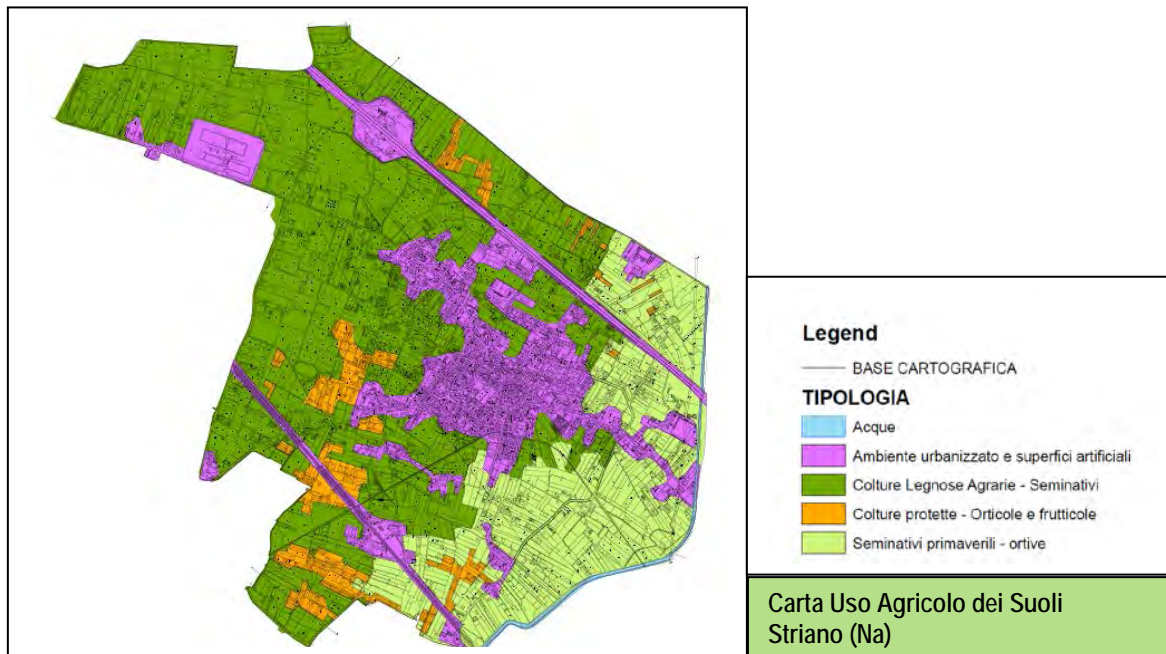 Legend
BASE CARTOGRAFICA
TIPOLOGIA
Acque
Ambiente urbanizzato e superfici artificiali
Colture Legnose Agrarie - Seminativi
Colture protette - Orticole e frutticole
Seminativi primaverili - ortive
Carta Uso Agricolo dei Suoli
Striano (Na)